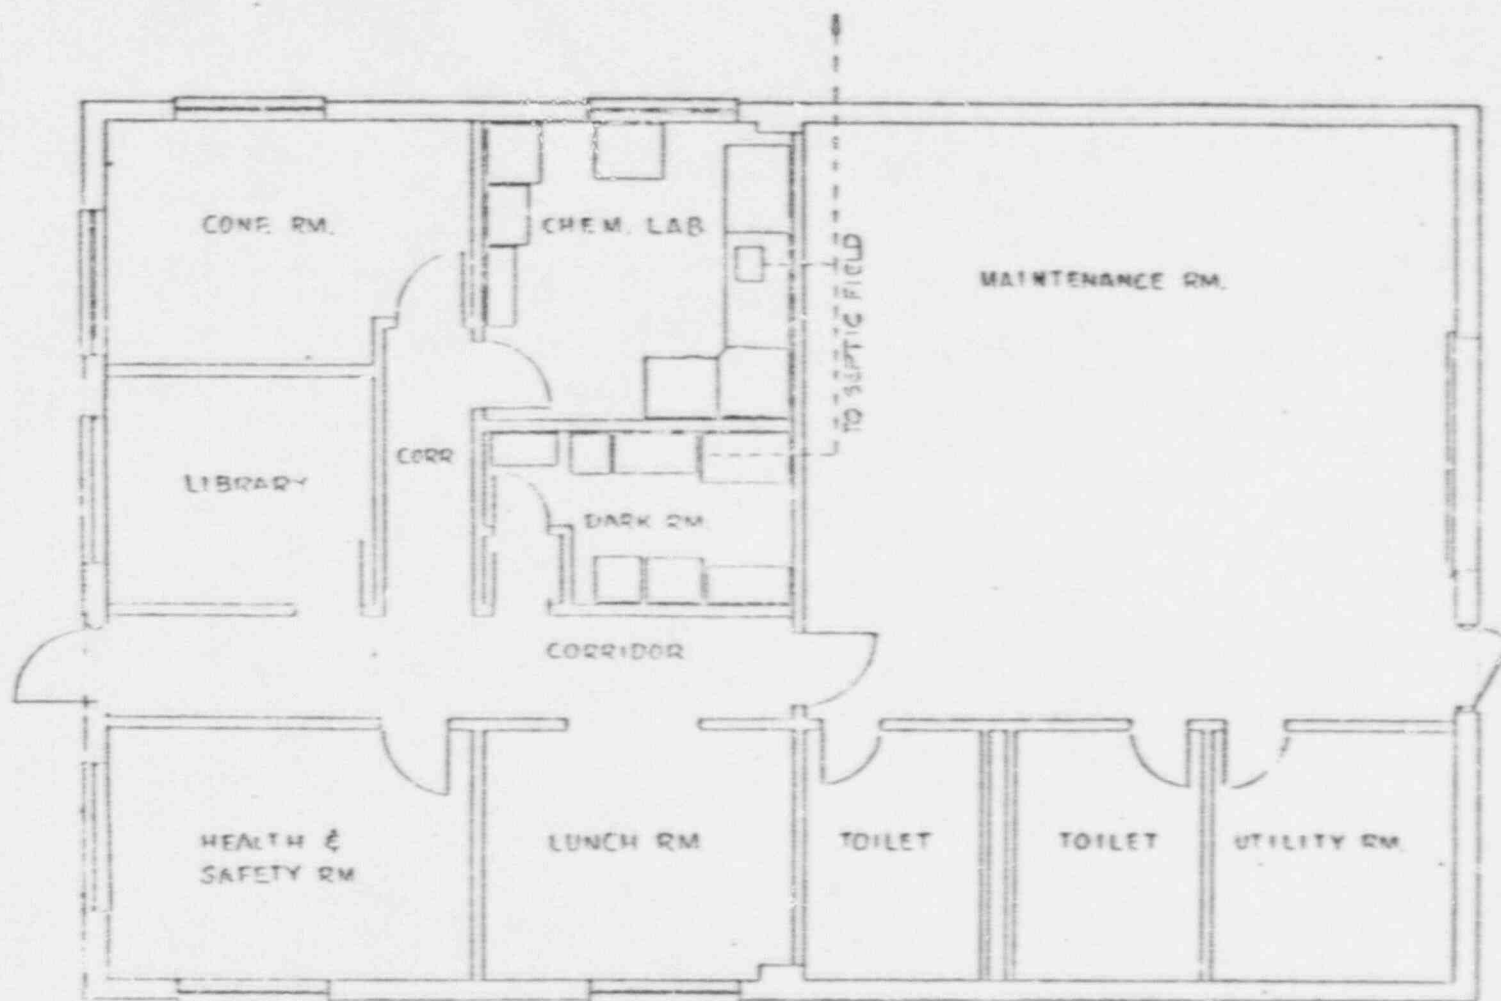 CONF. RM.
CHEM. LAB
TO SEPTIC FIELD
MAINTENANCE RM.
LIBRARY
CORR
DARK RM.
CORRIDOR
HEALTH &
SAFETY RM
LUNCH RM
TOILET
TOILET
UTILITY RM.